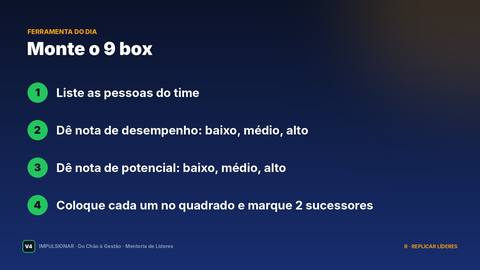 FERRAMENTA DO DIA
Monte o 9 box
1 Liste as pessoas do time
2 Dê nota de desempenho: baixo, médio, alto
3 Dê nota de potencial: baixo, médio, alto
4 Coloque cada um no quadrado e marque 2 sucessores
V4 IMPULSIONAR · Do Chão à Gestão · Mentoria de Líderes
R · REPLICAR LÍDERES